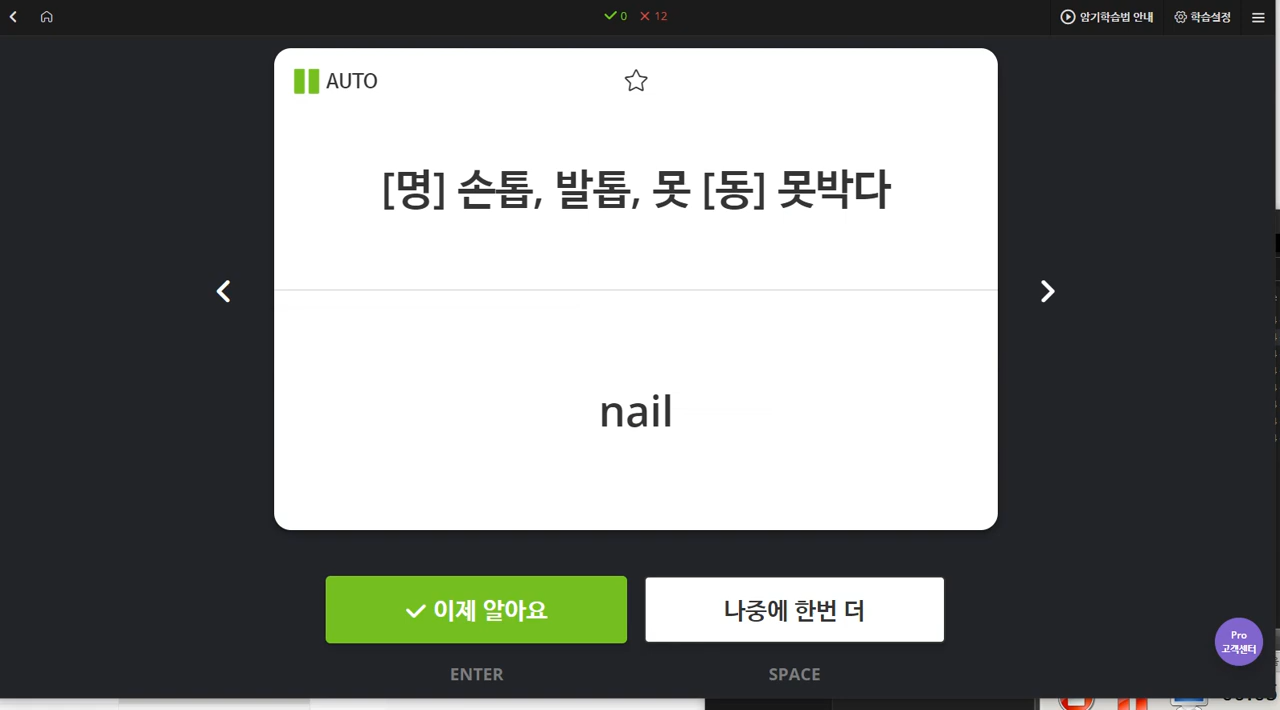 0 12 암기학습법 안내 학습설정
AUTO
[명] 손톱, 발톱, 못 [동] 못박다
nail
이제 알아요 나중에 한번 더
ENTER SPACE
Pro
고객센터